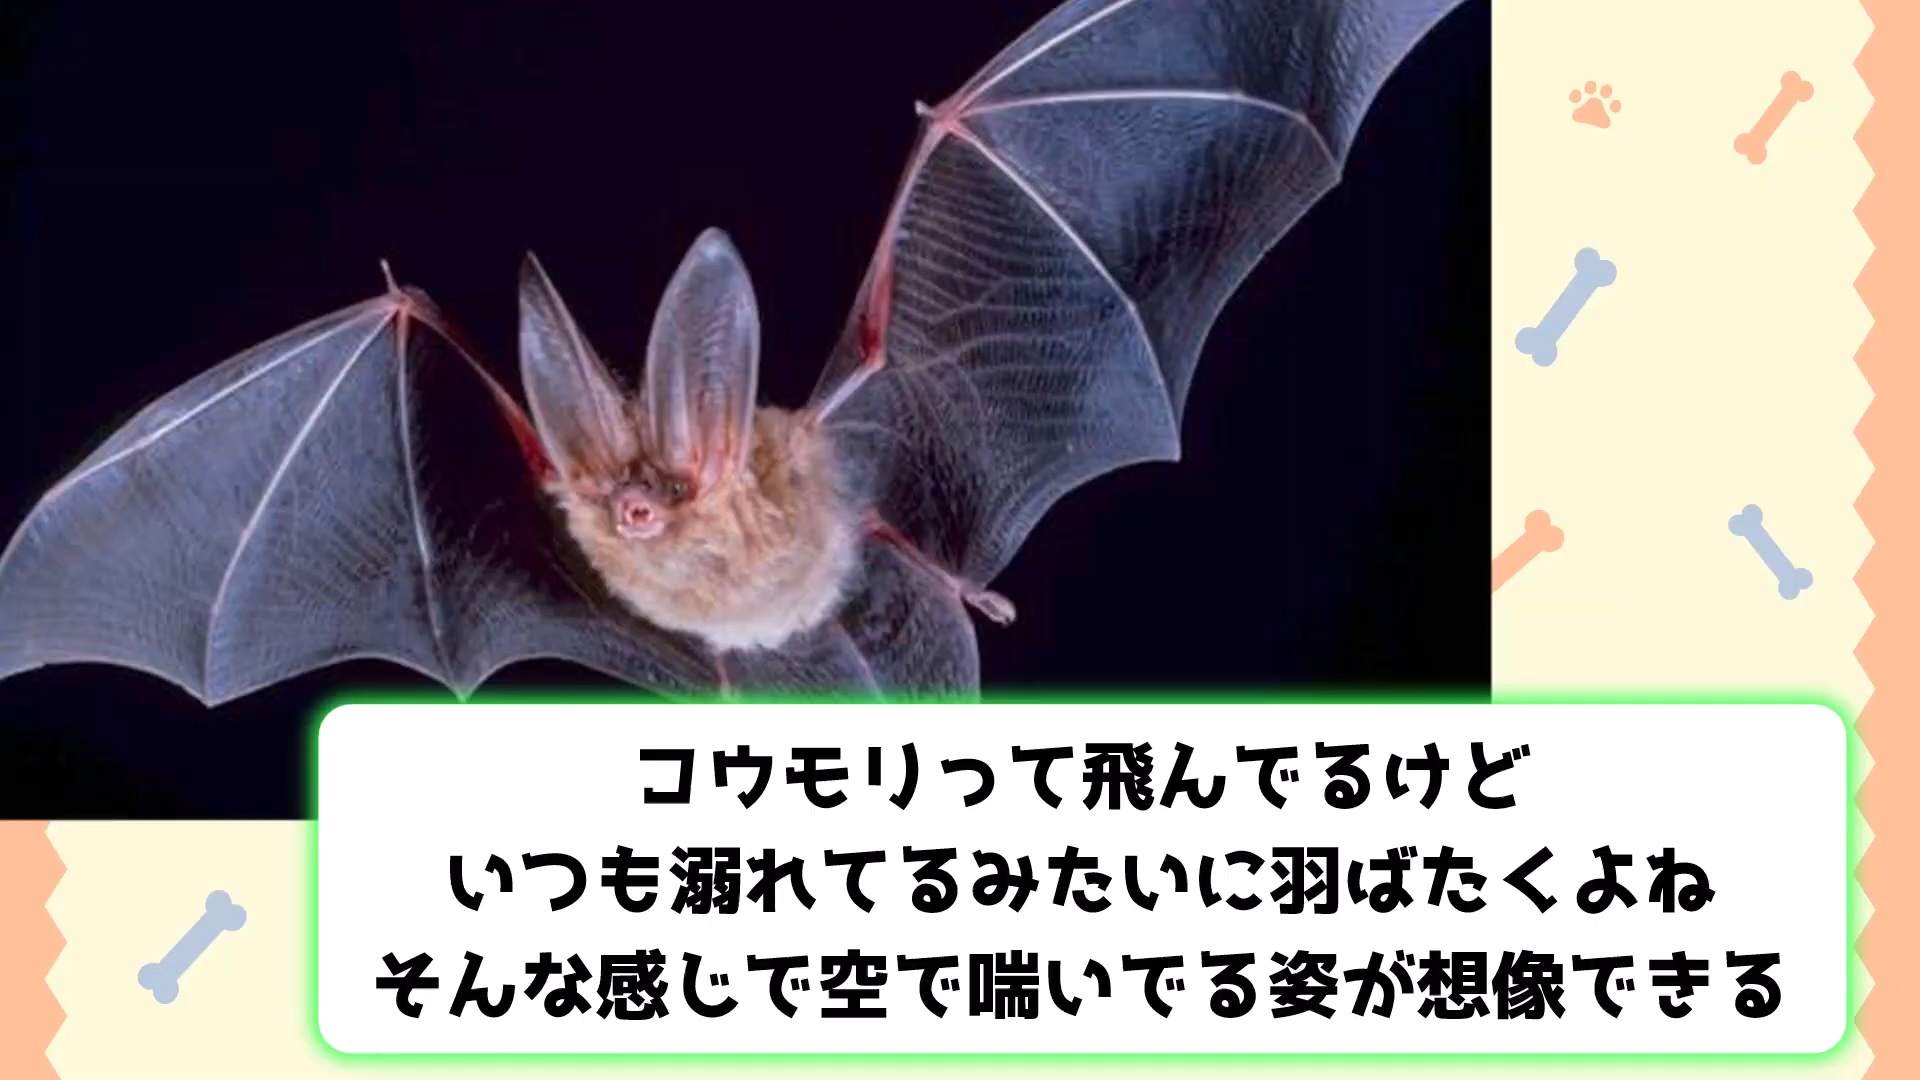 コウモリって飛んでるけど
いつも溺れてるみたいに羽ばたくよね
そんな感じで空で喘いでる姿が想像できる